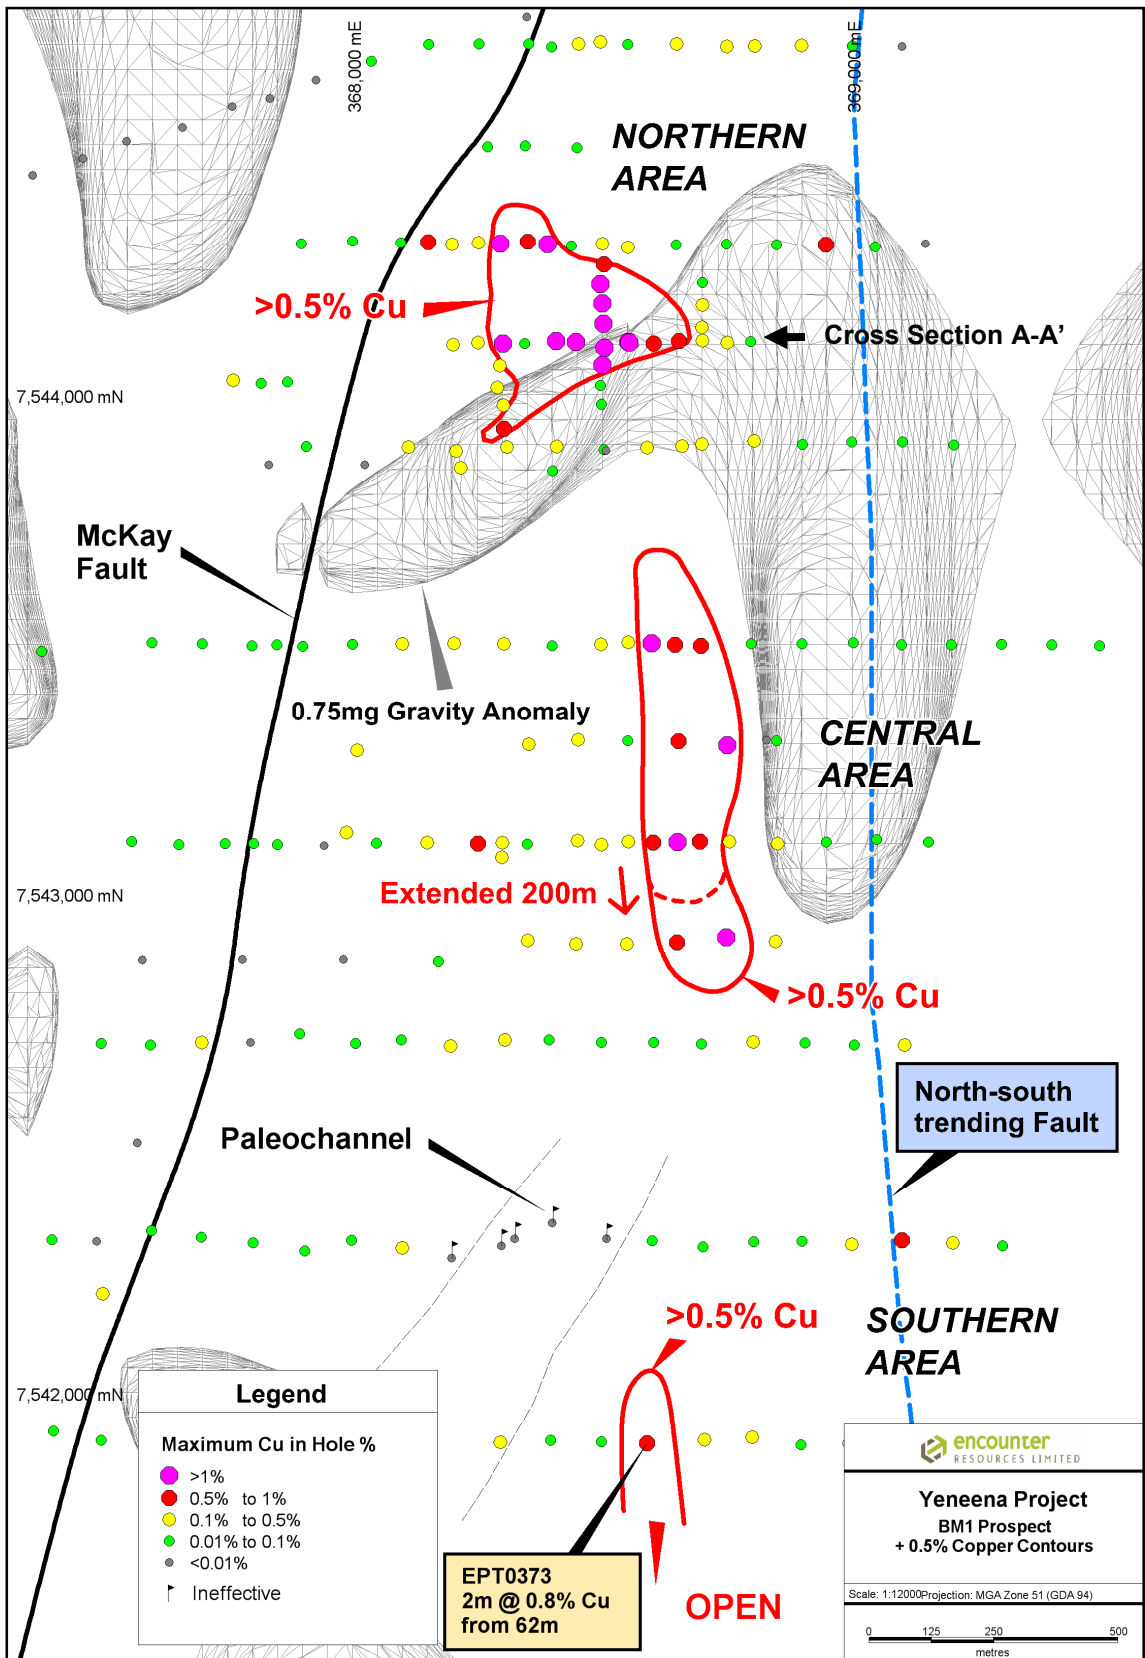 368,000 mE
369,000 mE
NORTHERN
AREA
>0.5% Cu
Cross Section A-A'
7,544,000 mN
McKay
Fault
0.75mg Gravity Anomaly
CENTRAL
AREA
Extended 200m
7,543,000 mN
>0.5% Cu
North-south
trending Fault
Paleochannel
>0.5% Cu
SOUTHERN
AREA
7,542,000 mN
Legend
Maximum Cu in Hole %
>1%
0.5% to 1%
0.1% to 0.5%
0.01% to 0.1%
<0.01%
Ineffective
EPT0373
2m @ 0.8% Cu
from 62m
OPEN
encounter
RESOURCES LIMITED
Yeneena Project
BM1 Prospect
+ 0.5% Copper Contours
Scale: 1:12000Projection: MGA Zone 51 (GDA 94)
0 125 250 500
metres